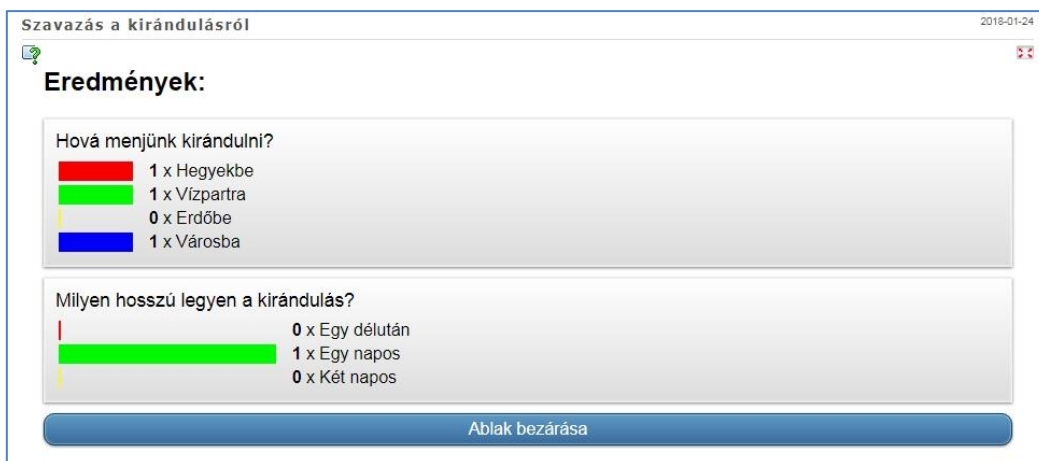 Szavazás a kirándulásról
2018-01-24
Eredmények:
Hová menjünk kirándulni?
1 x Hegyekbe
1 x Vízpartra
0 x Erdőbe
1 x Városba
Milyen hosszú legyen a kirándulás?
0 x Egy délután
1 x Egy napos
0 x Két napos
Ablak bezárása